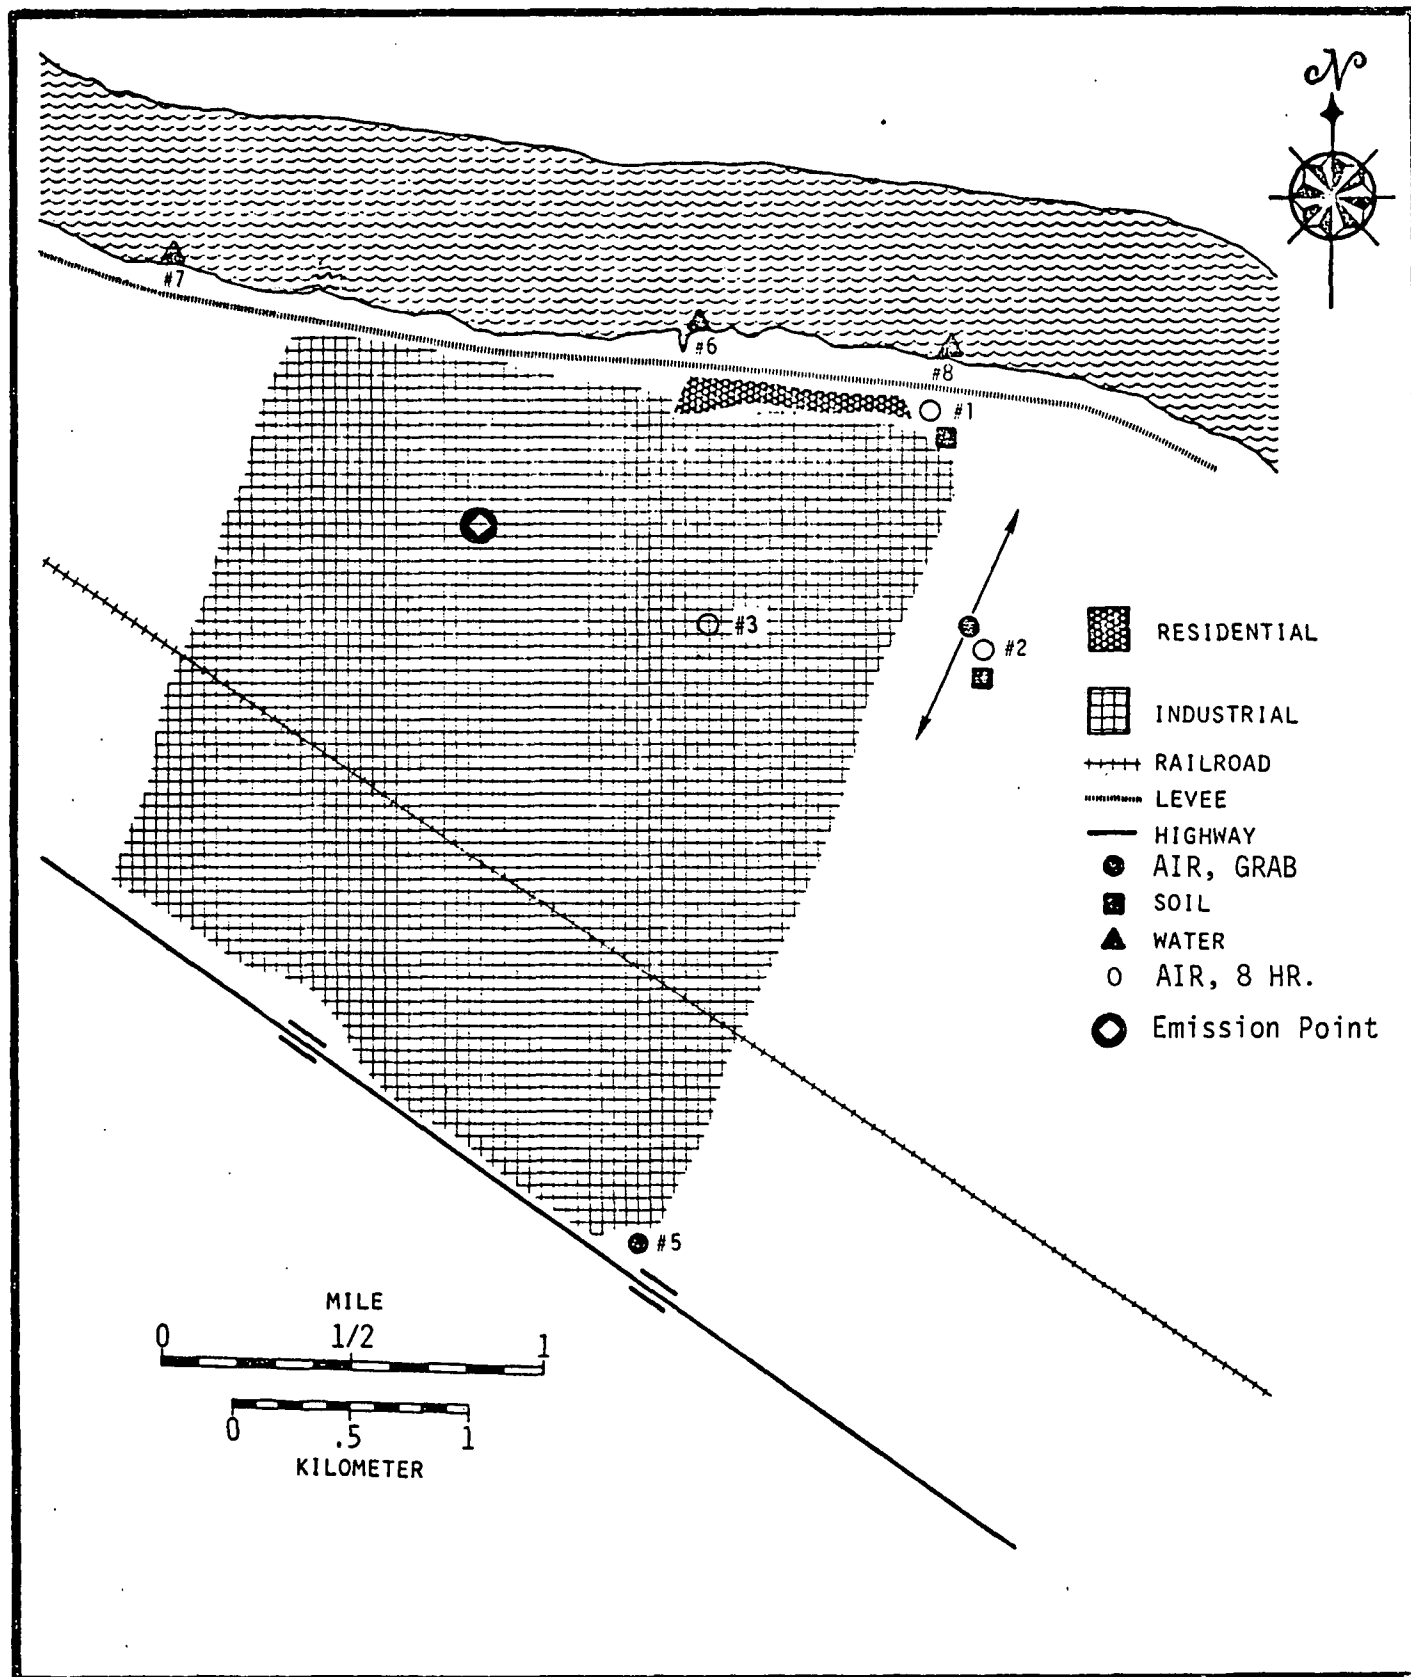 N
#7
#6
#8
#1
#3
#2
RESIDENTIAL
INDUSTRIAL
RAILROAD
LEVEE
HIGHWAY
AIR, GRAB
SOIL
WATER
AIR, 8 HR.
Emission Point
#5
MILE
0 1/2 1
0 .5 1
KILOMETER